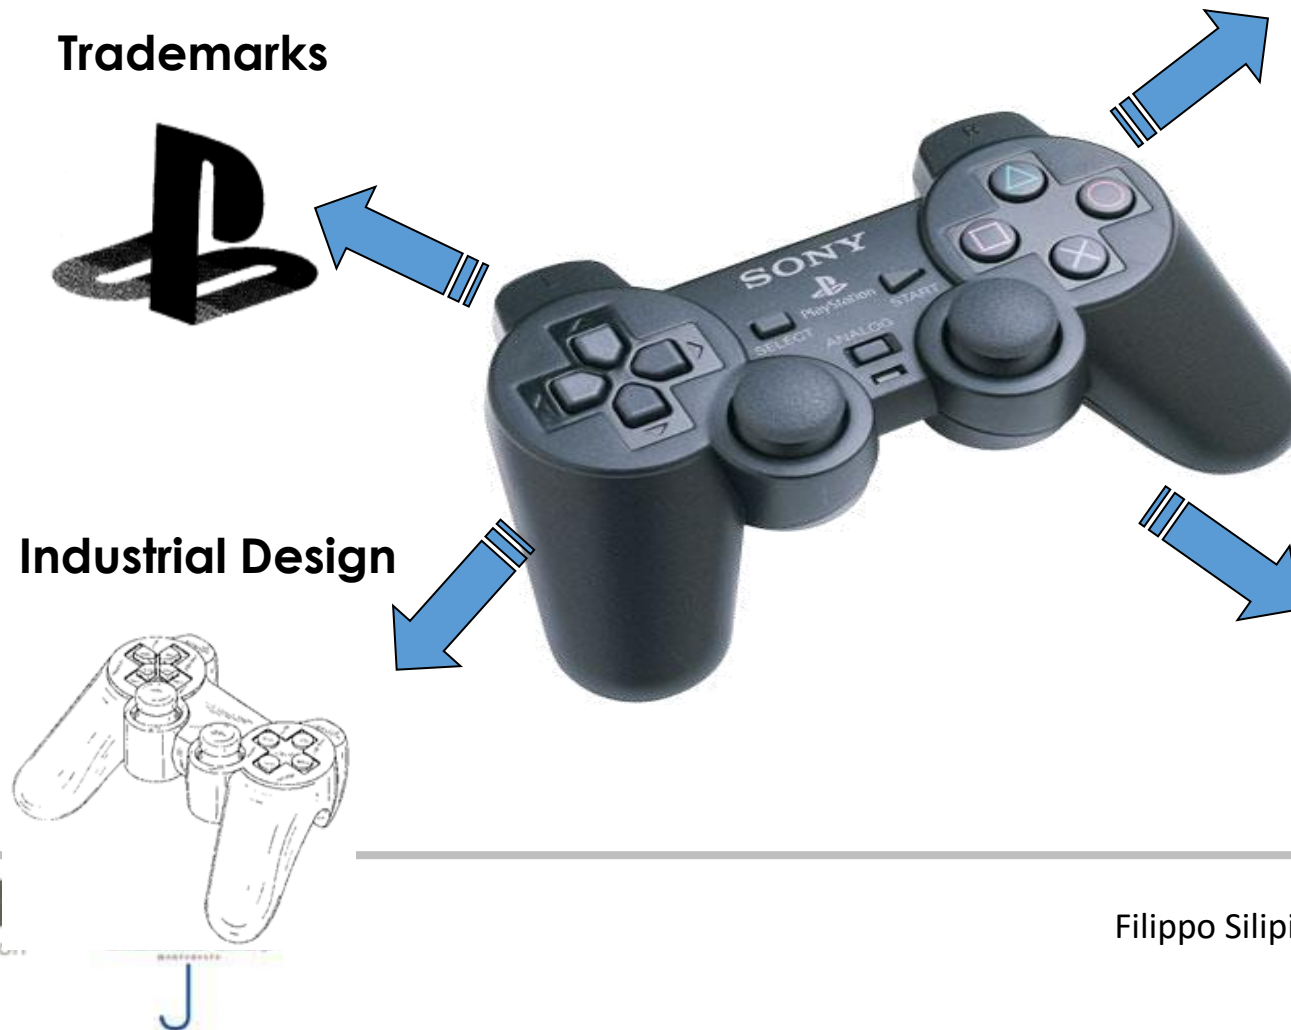 Trademarks
R
SONY
PlayStation
SELECT
START
ANALOG
Industrial Design
Filippo Silipi